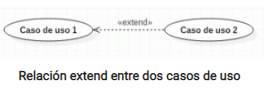 «extend»
Caso de uso 1
Caso de uso 2
Relación extend entre dos casos de uso